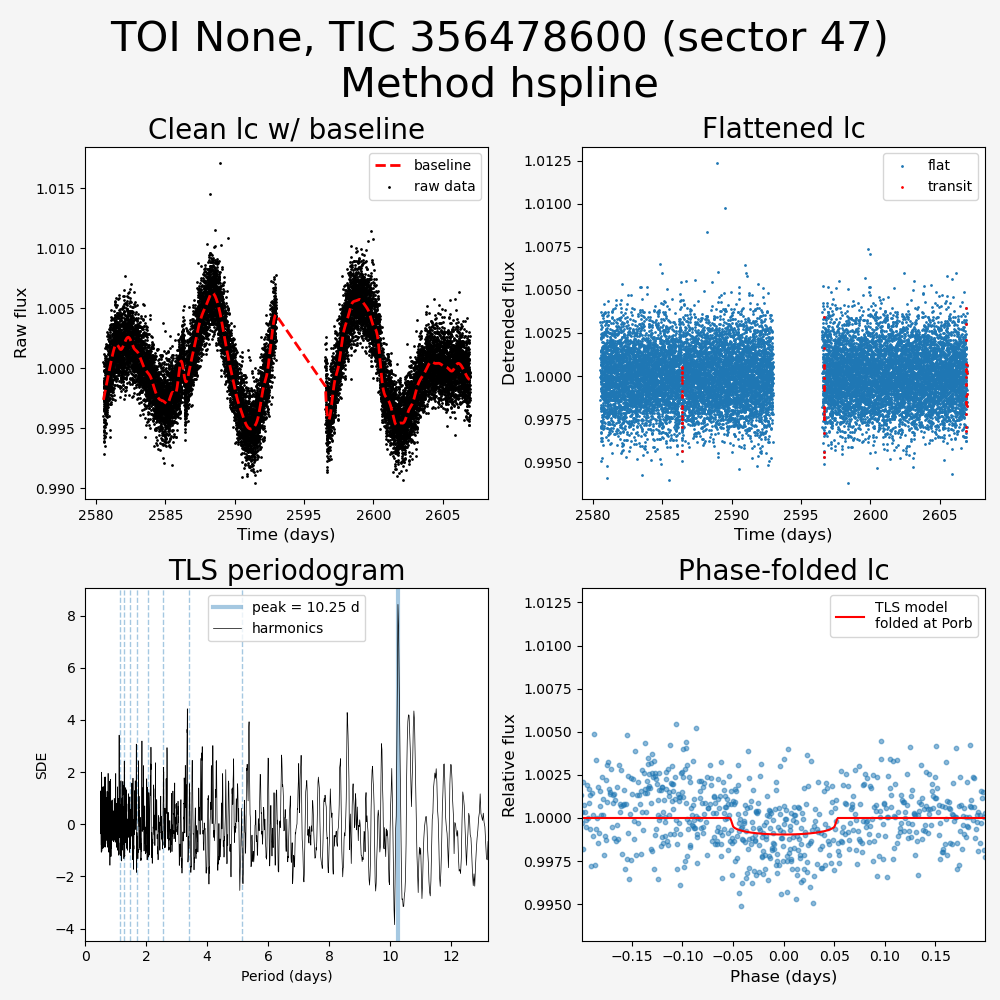 TOI None, TIC 356478600 (sector 47)
Method hspline
Clean lc w/ baseline
baseline
raw data
Raw flux
1.015
1.010
1.005
1.000
0.995
0.990
2580
2585
2590
2595
2600
2605
Time (days)
Flattened lc
flat
transit
Detrended flux
1.0125
1.0100
1.0075
1.0050
1.0025
1.0000
0.9975
0.9950
2580
2585
2590
2595
2600
2605
Time (days)
TLS periodogram
peak = 10.25 d
harmonics
SDE
8
6
4
2
0
−2
−4
0
2
4
6
8
10
12
Period (days)
Phase-folded lc
TLS model
folded at Porb
Relative flux
1.0125
1.0100
1.0075
1.0050
1.0025
1.0000
0.9975
0.9950
−0.15
−0.10
−0.05
0.00
0.05
0.10
0.15
Phase (days)